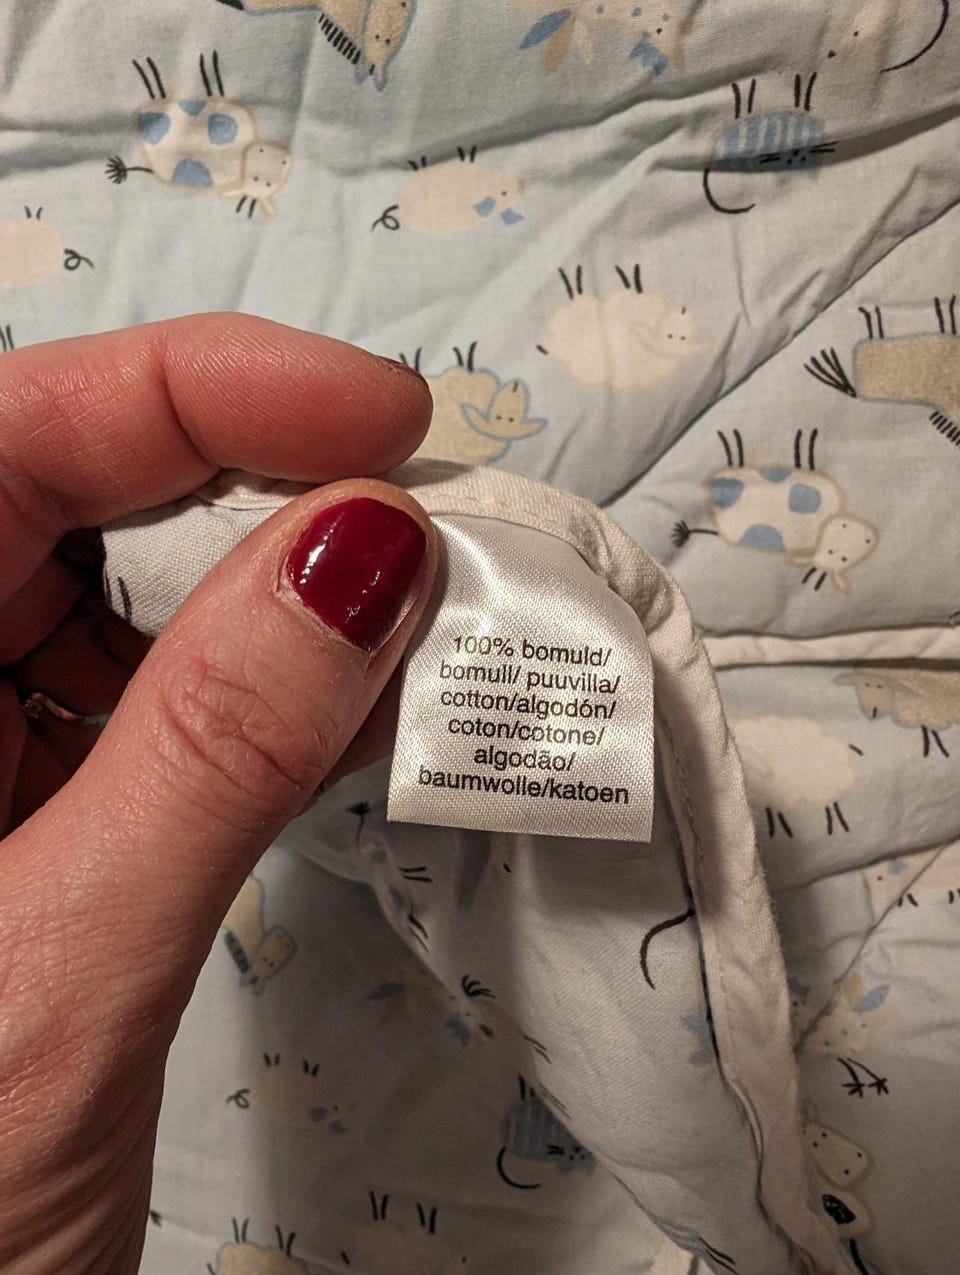 100% bomuld/
bomull/ puuvilla/
cotton/algodón/
coton/cotone/
algodão/
baumwolle/katoen